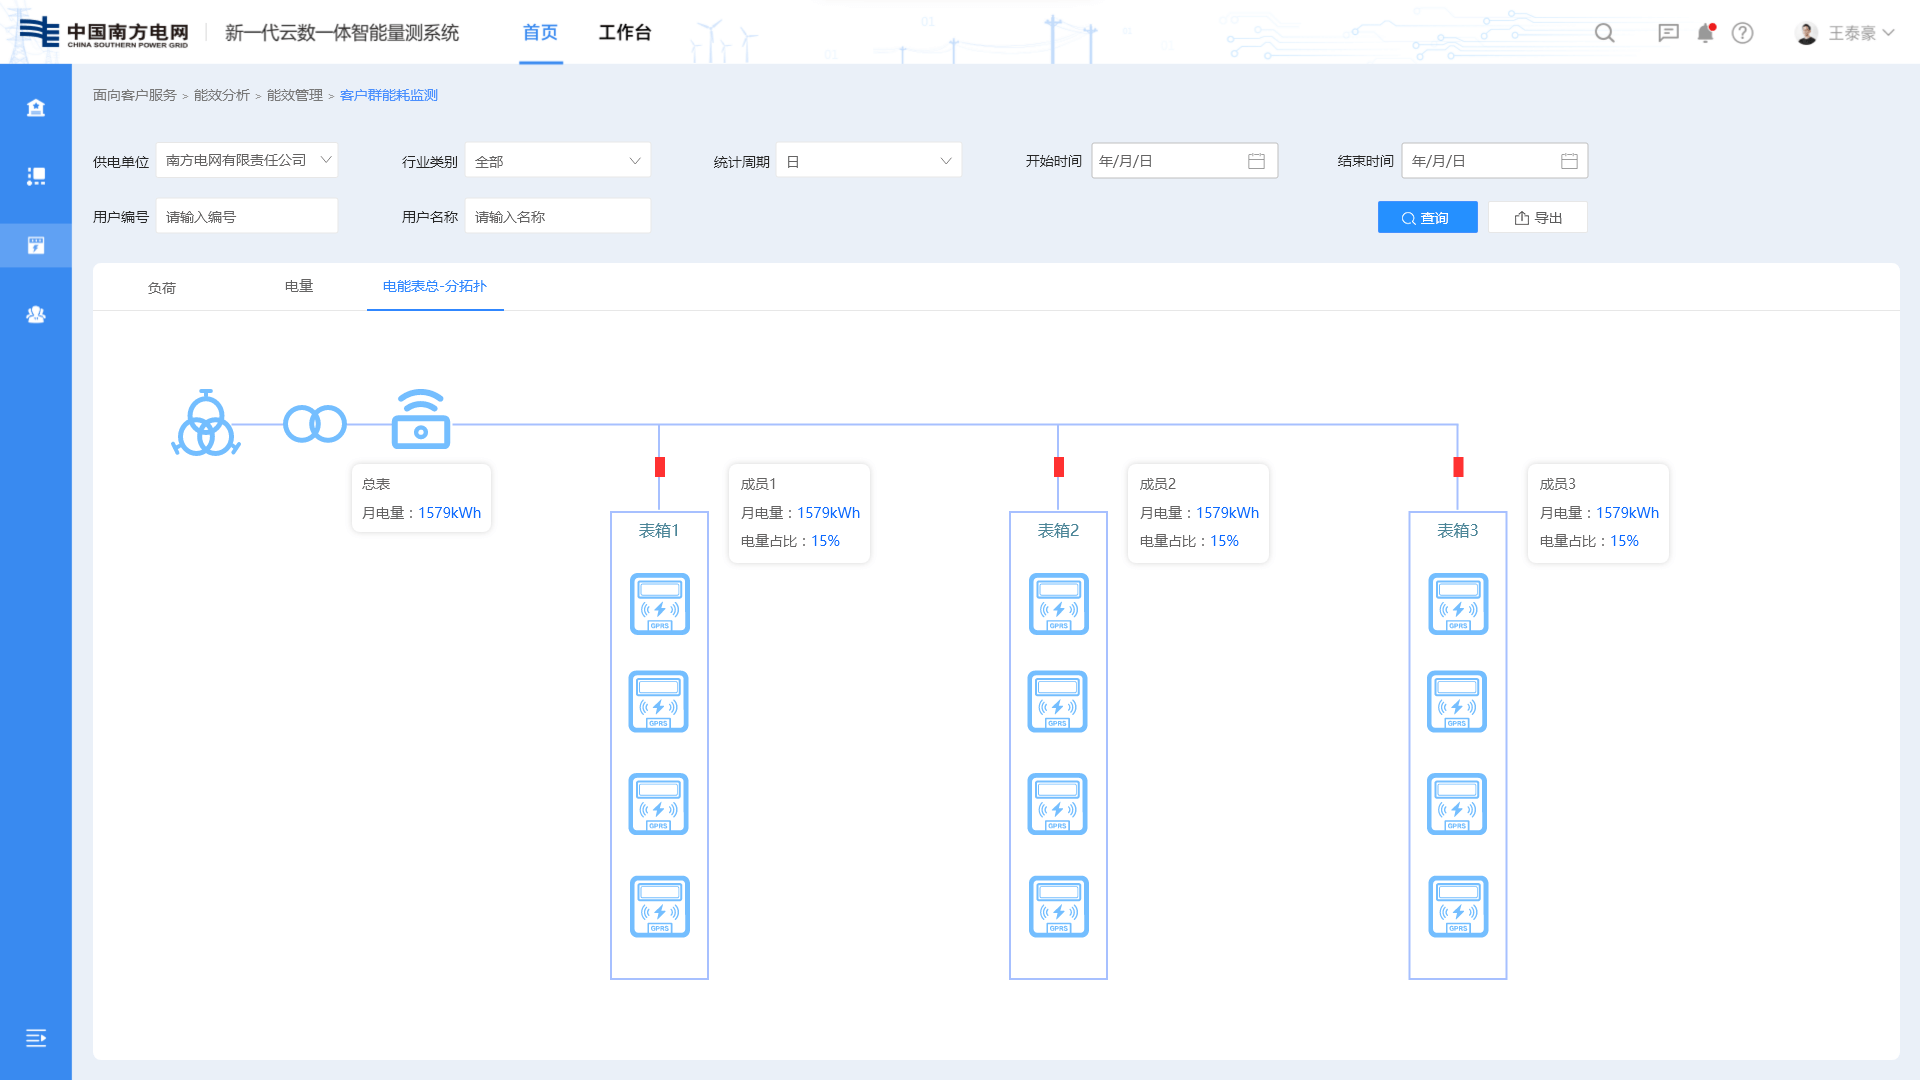 中国南方电网
CHINA SOUTHERN POWER GRID
新一代云数一体智能量测系统
首页
工作台
王泰豪
面向客户服务 > 能效分析 > 能效管理 > 客户群能耗监测
供电单位 南方电网有限责任公司
行业类别 全部
统计周期 日
开始时间 年/月/日
结束时间 年/月/日
用户编号 请输入编号
用户名称 请输入名称
查询
导出
负荷
电量
电能表总-分拓扑
总表
月电量：1579kWh
成员1
月电量：1579kWh
电量占比：15%
成员2
月电量：1579kWh
电量占比：15%
成员3
月电量：1579kWh
电量占比：15%
表箱1
表箱2
表箱3
GPRS
GPRS
GPRS
GPRS
GPRS
GPRS
GPRS
GPRS
GPRS
GPRS
GPRS
GPRS